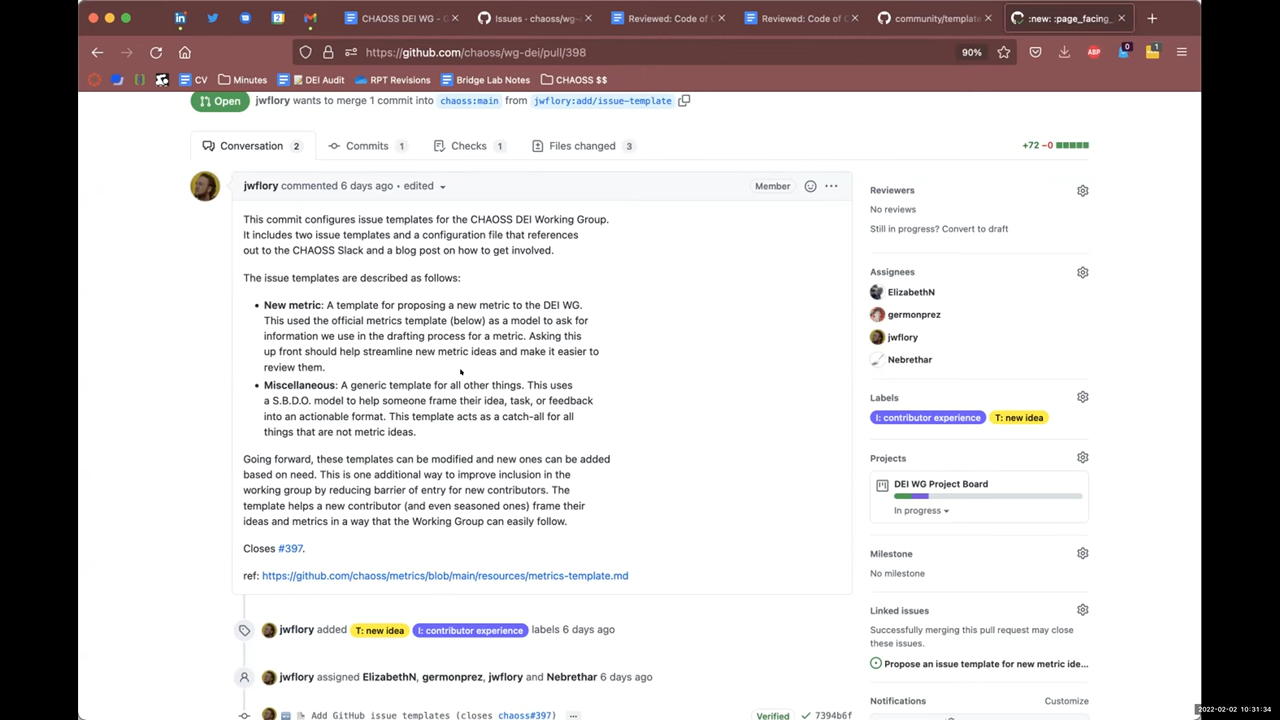 CHAOSS DEI WG - G
Issues · chaoss/wg-
Reviewed: Code of C
Reviewed: Code of C
community/template
:new: :page_facing_
https://github.com/chaoss/wg-dei/pull/398
90%
CV
Minutes
DEI Audit
RPT Revisions
Bridge Lab Notes
CHAOSS $$
Open
jwflory wants to merge 1 commit into chaoss:main from jwflory:add/issue-template
Conversation 2
Commits 1
Checks 1
Files changed 3
+72 −0
jwflory commented 6 days ago • edited
Member
This commit configures issue templates for the CHAOSS DEI Working Group.
It includes two issue templates and a configuration file that references
out to the CHAOSS Slack and a blog post on how to get involved.
The issue templates are described as follows:
• New metric: A template for proposing a new metric to the DEI WG.
This used the official metrics template (below) as a model to ask for
information we use in the drafting process for a metric. Asking this
up front should help streamline new metric ideas and make it easier to
review them.
• Miscellaneous: A generic template for all other things. This uses
a S.B.D.O. model to help someone frame their idea, task, or feedback
into an actionable format. This template acts as a catch-all for all
things that are not metric ideas.
Going forward, these templates can be modified and new ones can be added
based on need. This is one additional way to improve inclusion in the
working group by reducing barrier of entry for new contributors. The
template helps a new contributor (and even seasoned ones) frame their
ideas and metrics in a way that the Working Group can easily follow.
Closes #397.
ref: https://github.com/chaoss/metrics/blob/main/resources/metrics-template.md
jwflory added T: new idea I: contributor experience labels 6 days ago
jwflory assigned ElizabethN, germonprez, jwflory and Nebrethar 6 days ago
Add GitHub issue templates (closes chaoss#397) ...
Verified
7394b6f
Reviewers
No reviews
Still in progress? Convert to draft
Assignees
ElizabethN
germonprez
jwflory
Nebrethar
Labels
I: contributor experience
T: new idea
Projects
DEI WG Project Board
In progress
Milestone
No milestone
Linked issues
Successfully merging this pull request may close
these issues.
Propose an issue template for new metric ide...
Notifications
Customize
2022-02-02 10:31:34